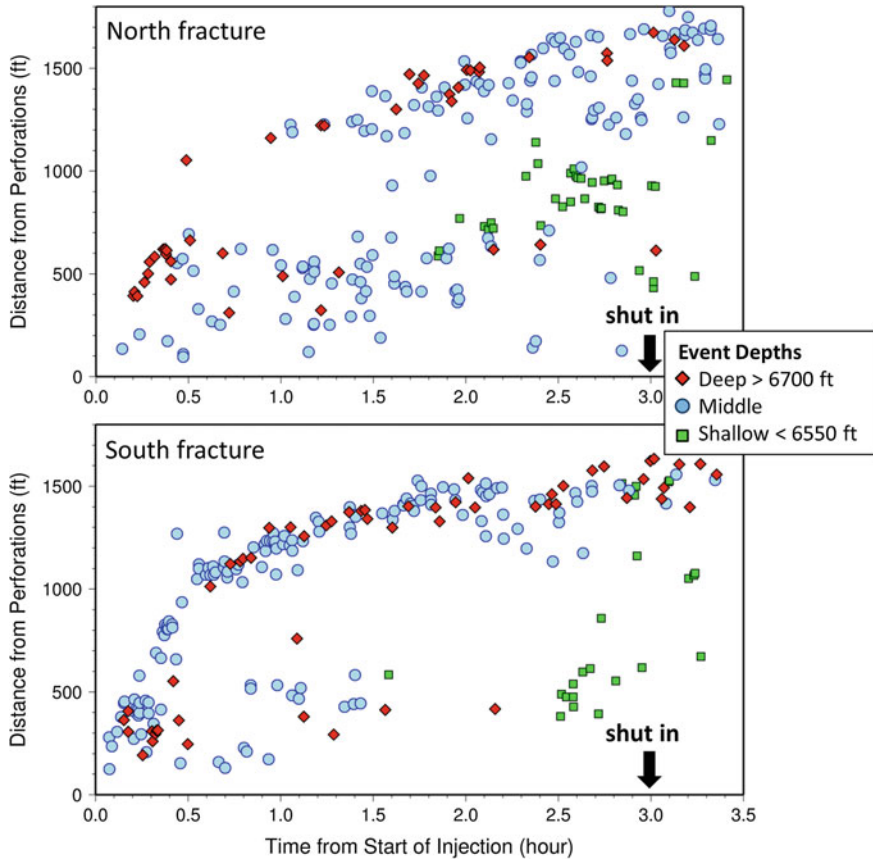 North fracture
Distance from Perforations (ft)
1500
1000
500
0
shut in
0.0 0.5 1.0 1.5 2.0 2.5 3.0 3.5
Event Depths
Deep > 6700 ft
Middle
Shallow < 6550 ft
South fracture
Distance from Perforations (ft)
1500
1000
500
0
shut in
0.0 0.5 1.0 1.5 2.0 2.5 3.0 3.5
Time from Start of Injection (hour)